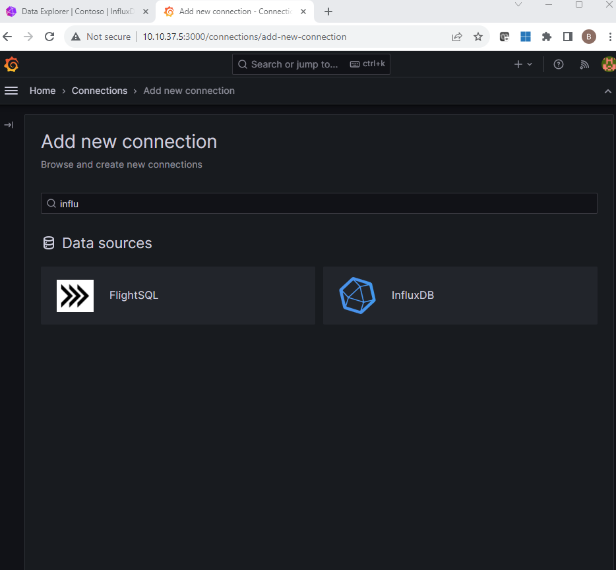 Data Explorer | Contoso | InfluxD
Add new connection - Connectic
Not secure | 10.10.37.5:3000/connections/add-new-connection
B
Search or jump to... ctrl+k
Home › Connections › Add new connection
Add new connection
Browse and create new connections
influ
Data sources
FlightSQL
InfluxDB